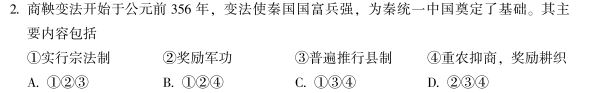 2. 商鞅变法开始于公元前 356 年，变法使秦国国富兵强，为秦统一中国奠定了基础。其主
要内容包括
①实行宗法制 ②奖励军功 ③普遍推行县制 ④重农抑商，奖励耕织
A. ①②③ B. ①②④ C. ①③④ D. ②③④